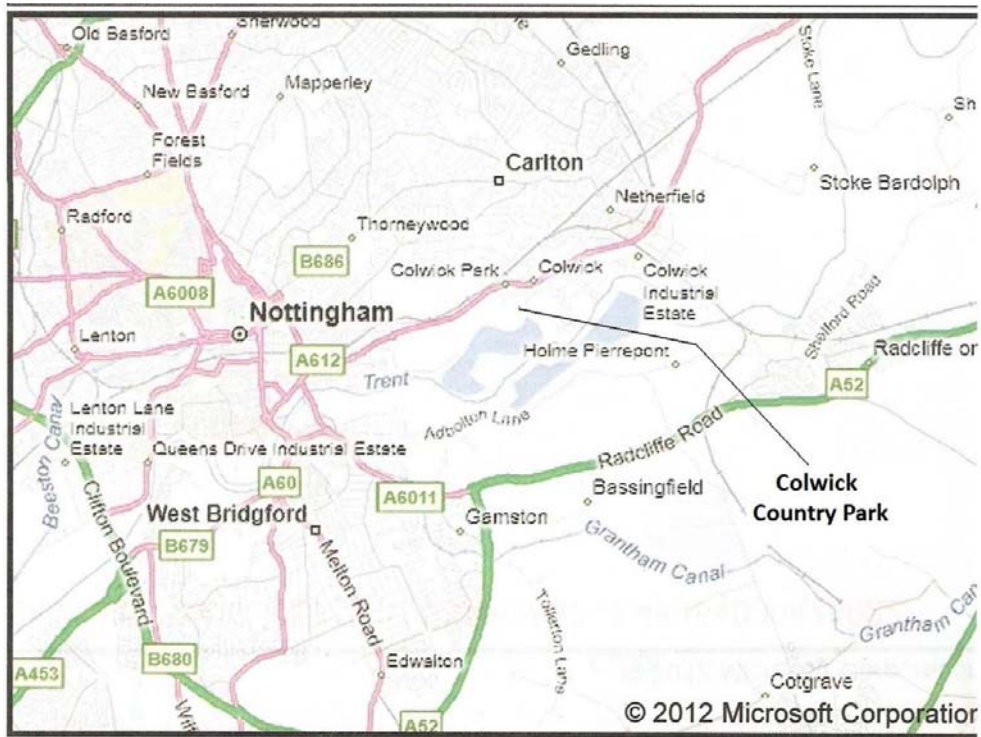 Old Basford
Sherwood
Gedling
Stoke Lane
New Basford
Mapperley
Sh
Forest
Fields
Carlton
Stoke Bardolph
Netherfield
Radford
Thorneywood
B686
Colwick Park
Colwick
Colwick
Industrial
Estate
A6008
Nottingham
Shelford Road
Lenton
A612
Holme Pierrepont
Radcliffe on
Trent
A52
Lenton Lane
Industrial
Estate
Adbolton Lane
Radcliffe Road
Beeston Canal
Queens Drive Industrial Estate
A60
A6011
Bassingfield
Colwick
Country Park
West Bridgford
Gamston
B679
Grantham Canal
Clifton Boulevard
Melton Road
Tollerton Lane
Grantham Can
B680
Edwalton
A453
Cotgrave
Wilf
A52
© 2012 Microsoft Corporation